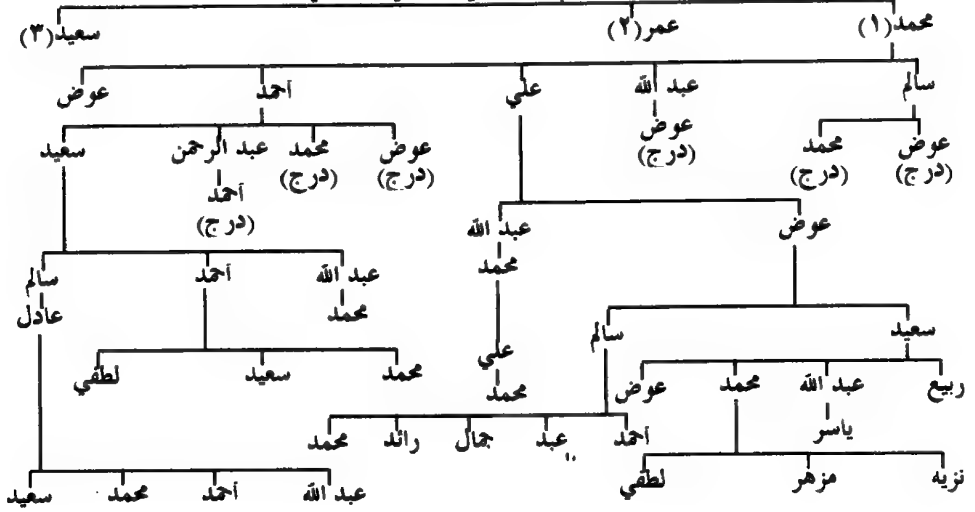 محمد(١) عمر(٢) سعيد(٣)
سالم عبد الله علي أحمد عوض
عوض محمد عوض عوض محمد عبد الرحمن سعيد
(درج) (درج) (درج) (درج) (درج) أحمد
(درج)
عوض عبد الله
محمد
عبد الله أحمد سالم
محمد عادل
سعيد سالم علي
محمد سعيد لطفي
ربيع عبد الله محمد عوض محمد
ياسر
أحمد عبد جمال رائد محمد
نزيه مزهر لطفي
عبد الله أحمد محمد سعيد